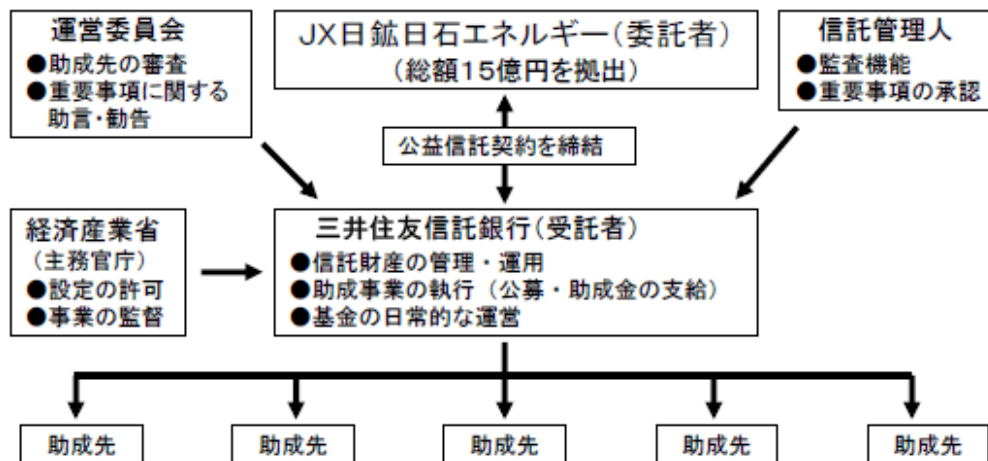 運営委員会
●助成先の審査
●重要事項に関する
助言・勧告
JX日鉱日石エネルギー(委託者)
(総額15億円を拠出)
信託管理人
●監査機能
●重要事項の承認
公益信託契約を締結
経済産業省
(主務官庁)
●設定の許可
●事業の監督
三井住友信託銀行(受託者)
●信託財産の管理・運用
●助成事業の執行(公募・助成金の支給)
●基金の日常的な運営
助成先
助成先
助成先
助成先
助成先